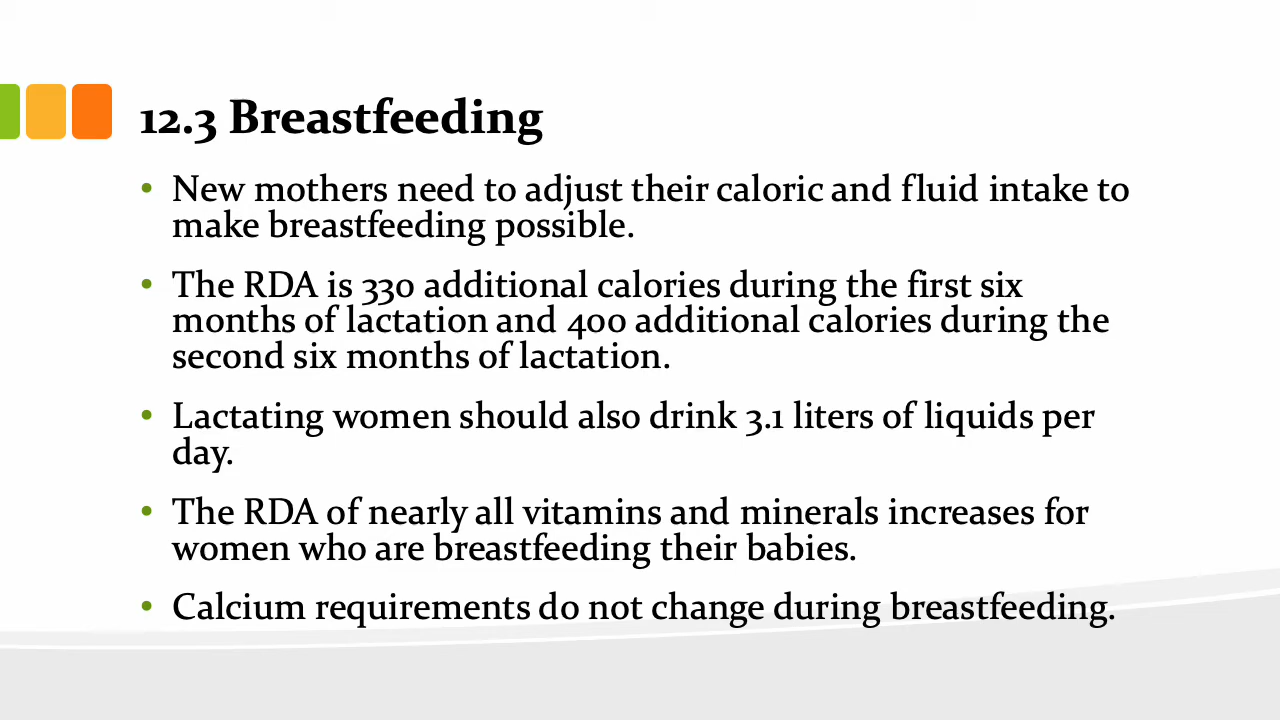 12.3 Breastfeeding
• New mothers need to adjust their caloric and fluid intake to
make breastfeeding possible.
• The RDA is 330 additional calories during the first six
months of lactation and 400 additional calories during the
second six months of lactation.
• Lactating women should also drink 3.1 liters of liquids per
day.
• The RDA of nearly all vitamins and minerals increases for
women who are breastfeeding their babies.
• Calcium requirements do not change during breastfeeding.